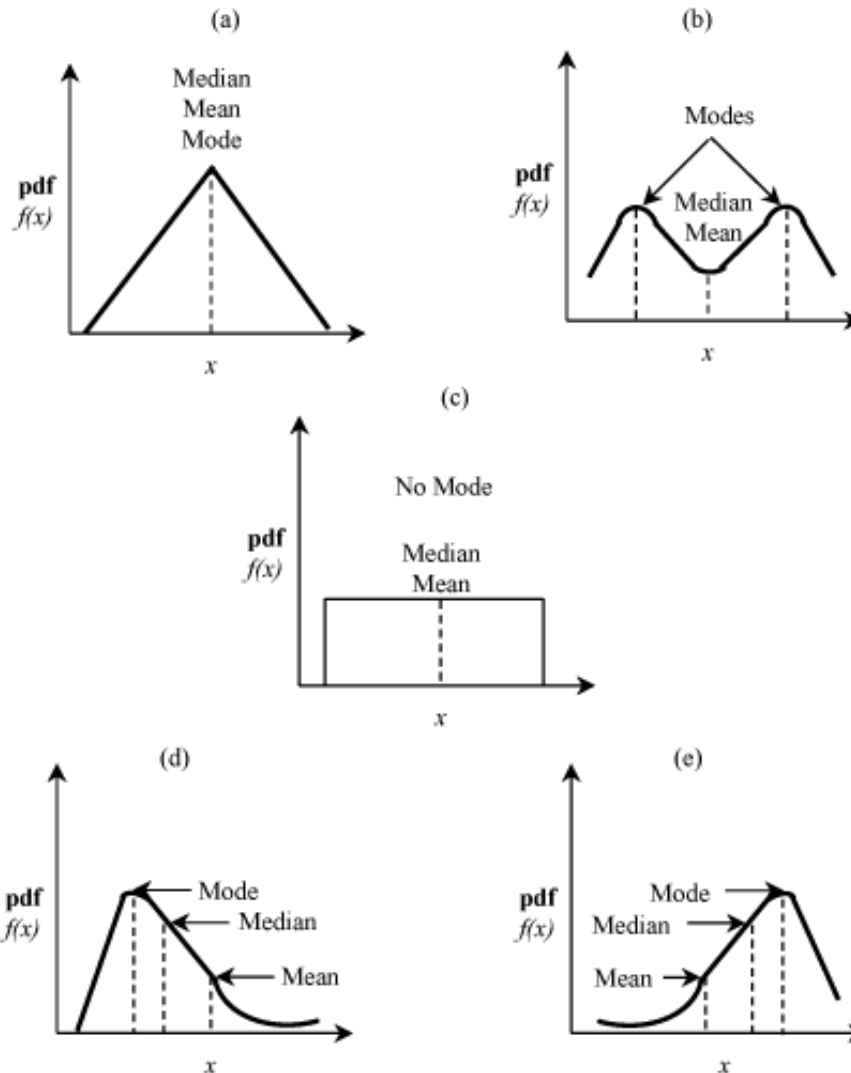 (a)
Median
Mean
Mode
pdf
f(x)
x
(b)
Modes
Median
Mean
pdf
f(x)
x
(c)
No Mode
Median
Mean
pdf
f(x)
x
(d)
Mode
Median
Mean
pdf
f(x)
x
(e)
Mode
Median
Mean
pdf
f(x)
x